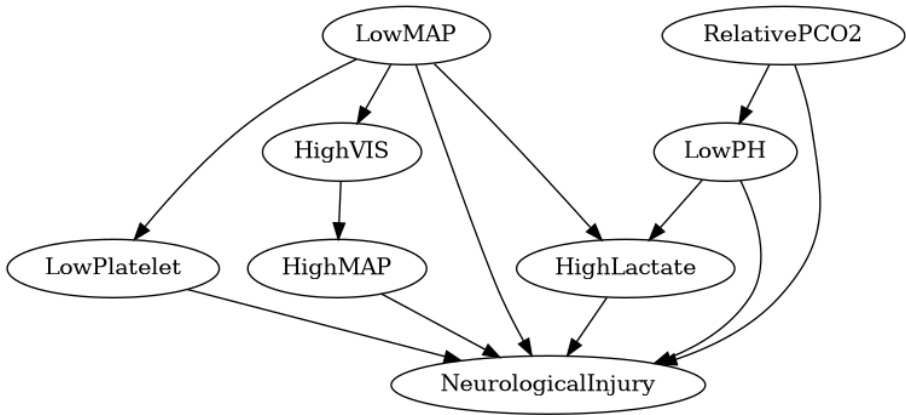 LowMAP
RelativePCO2
HighVIS
LowPH
LowPlatelet
HighMAP
HighLactate
NeurologicalInjury